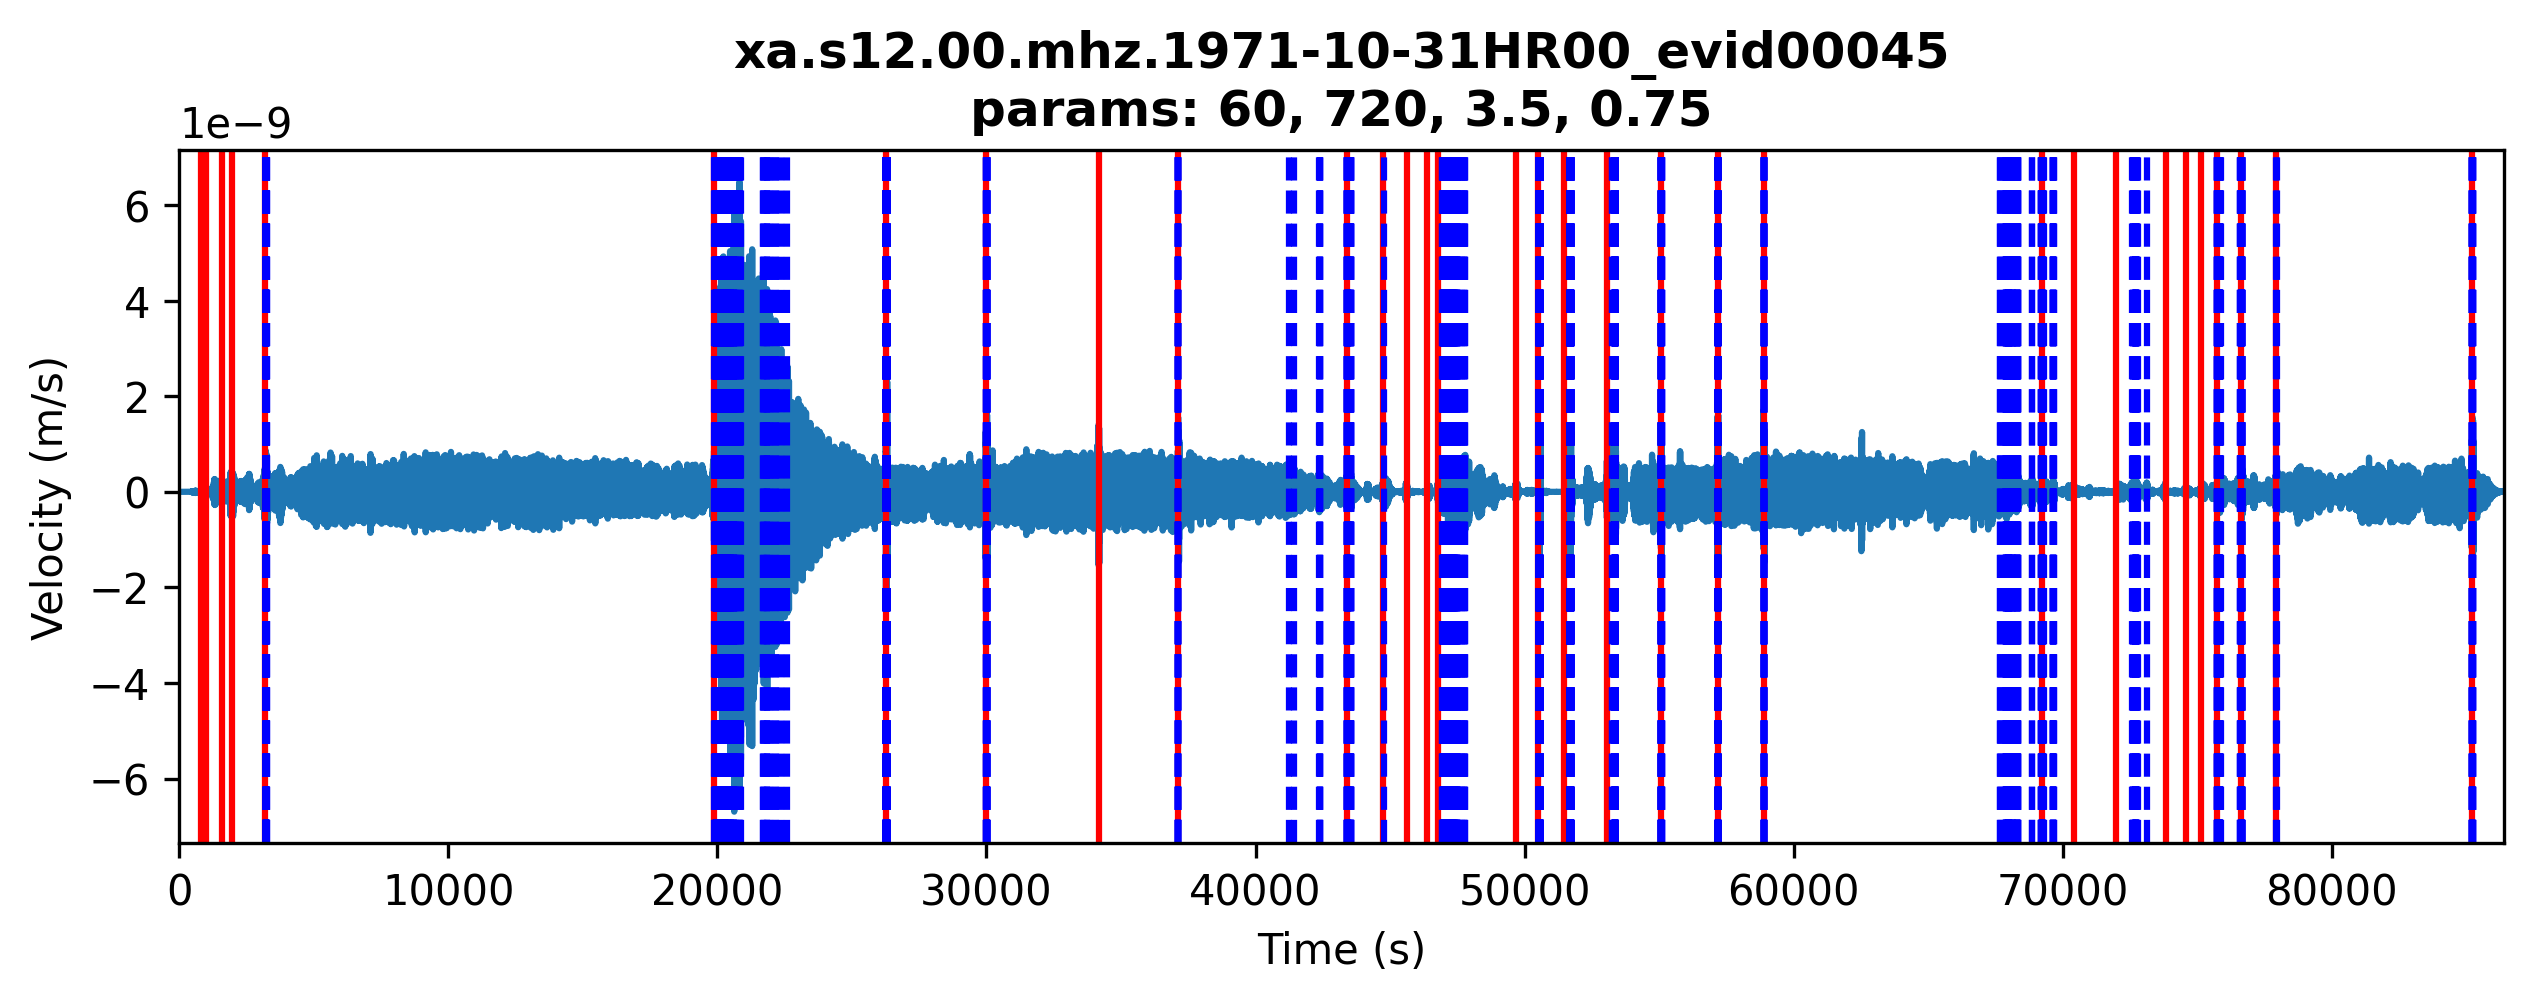 xa.s12.00.mhz.1971-10-31HR00_evid00045
params: 60, 720, 3.5, 0.75
1e−9
6
4
2
0
−2
−4
−6
Velocity (m/s)
0 10000 20000 30000 40000 50000 60000 70000 80000
Time (s)